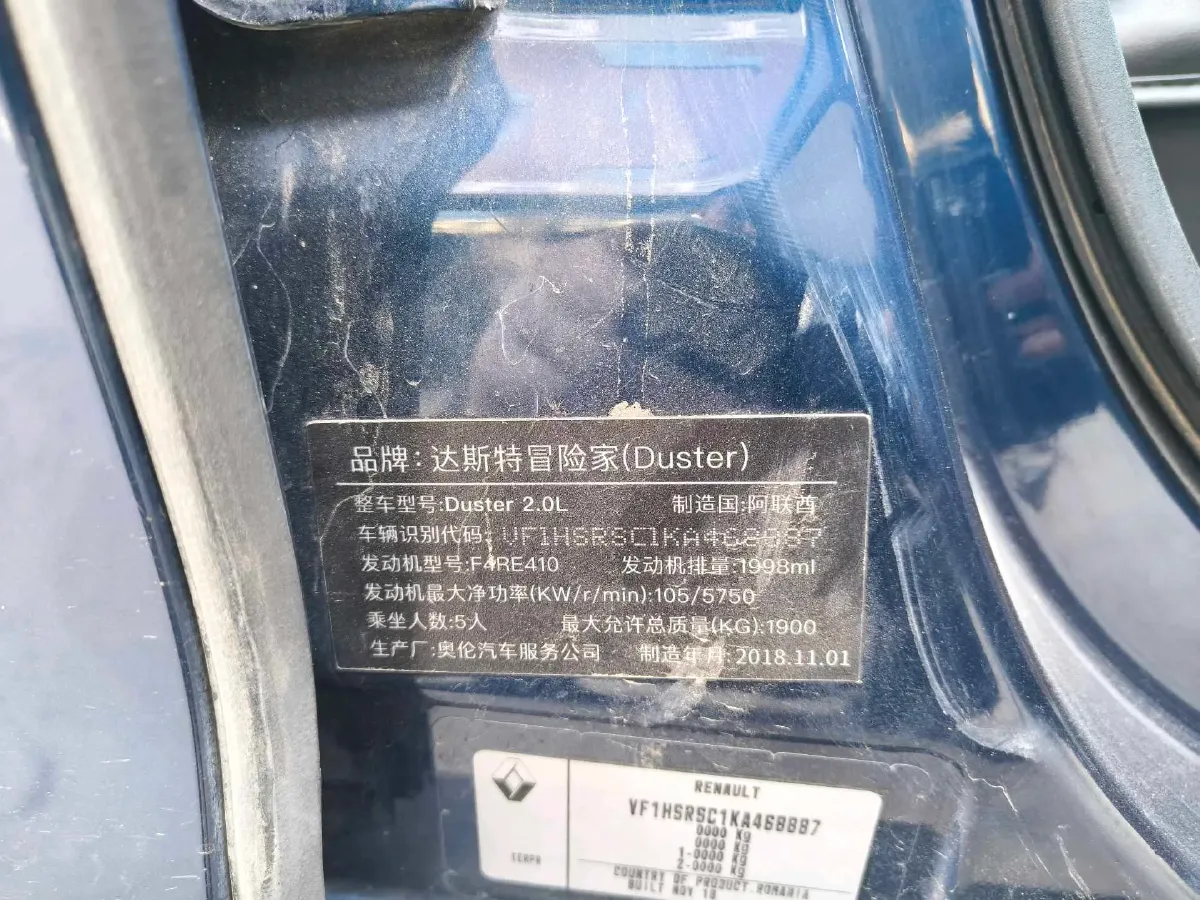 品牌: 达斯特冒险家(Duster)
整车型号:Duster 2.0L 制造国:阿联酋
车辆识别代码: VF1HSRSC1KA468887
发动机型号:F4RE410 发动机排量:1998ml
发动机最大净功率(KW/r/min):105/5750
乘坐人数:5人 最大允许总质量(KG):1900
生产厂:奥伦汽车服务公司 制造年月:2018.11.01
RENAULT
VF1HSRSC1KA468887
0000 KG
0000 KG
1-0000 KG
2-0000 KG
COUNTRY OF PRODUCT ROMANIA
BUILT NOV 18